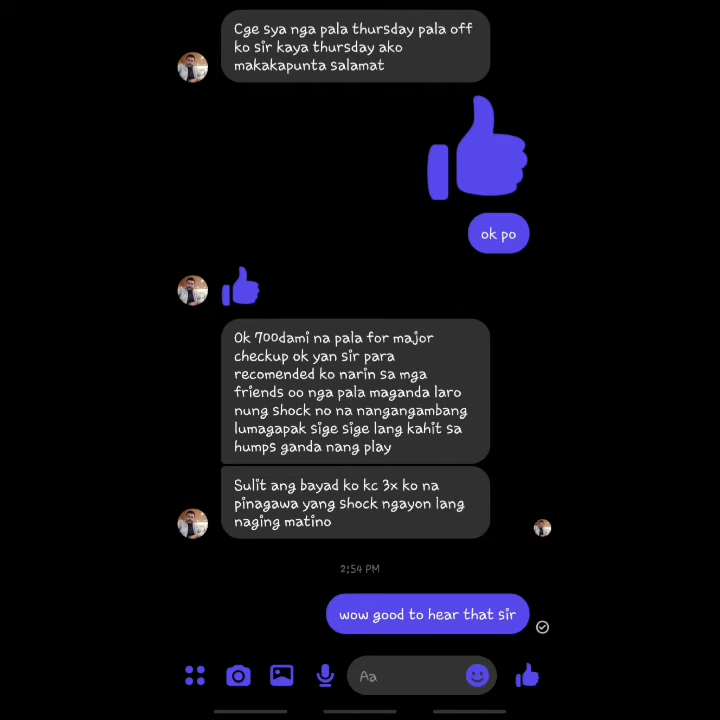 Cge sya nga pala thursday pala off
ko sir kaya thursday ako
makakapunta salamat
ok po
Ok 700dami na pala for major
checkup ok yan sir para
recomended ko narin sa mga
friends oo nga pala maganda laro
nung shock no na nangangambang
lumagapak sige sige lang kahit sa
humps ganda nang play
Sulit ang bayad ko kc 3x ko na
pinagawa yang shock ngayon lang
naging matino
2:54 PM
wow good to hear that sir
Aa